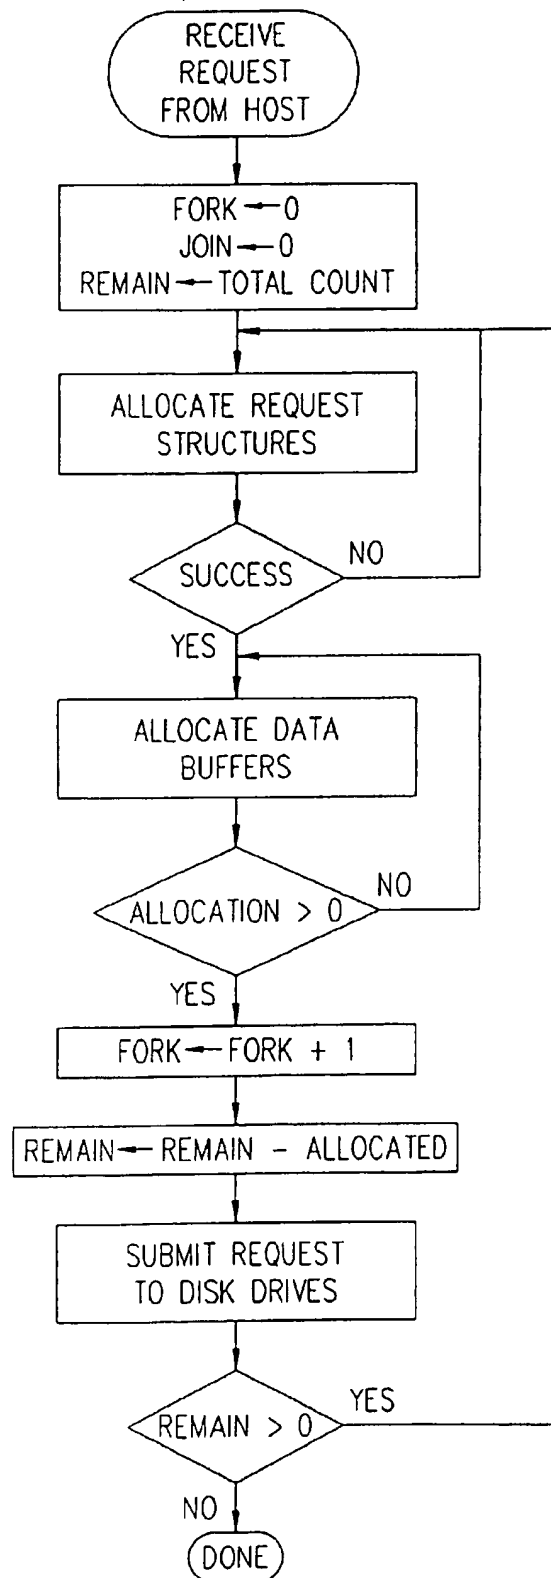 RECEIVE
REQUEST
FROM HOST
FORK ← 0
JOIN ← 0
REMAIN ← TOTAL COUNT
ALLOCATE REQUEST
STRUCTURES
SUCCESS
NO
YES
ALLOCATE DATA
BUFFERS
ALLOCATION > 0
NO
YES
FORK ← FORK + 1
REMAIN ← REMAIN - ALLOCATED
SUBMIT REQUEST
TO DISK DRIVES
REMAIN > 0
YES
NO
DONE